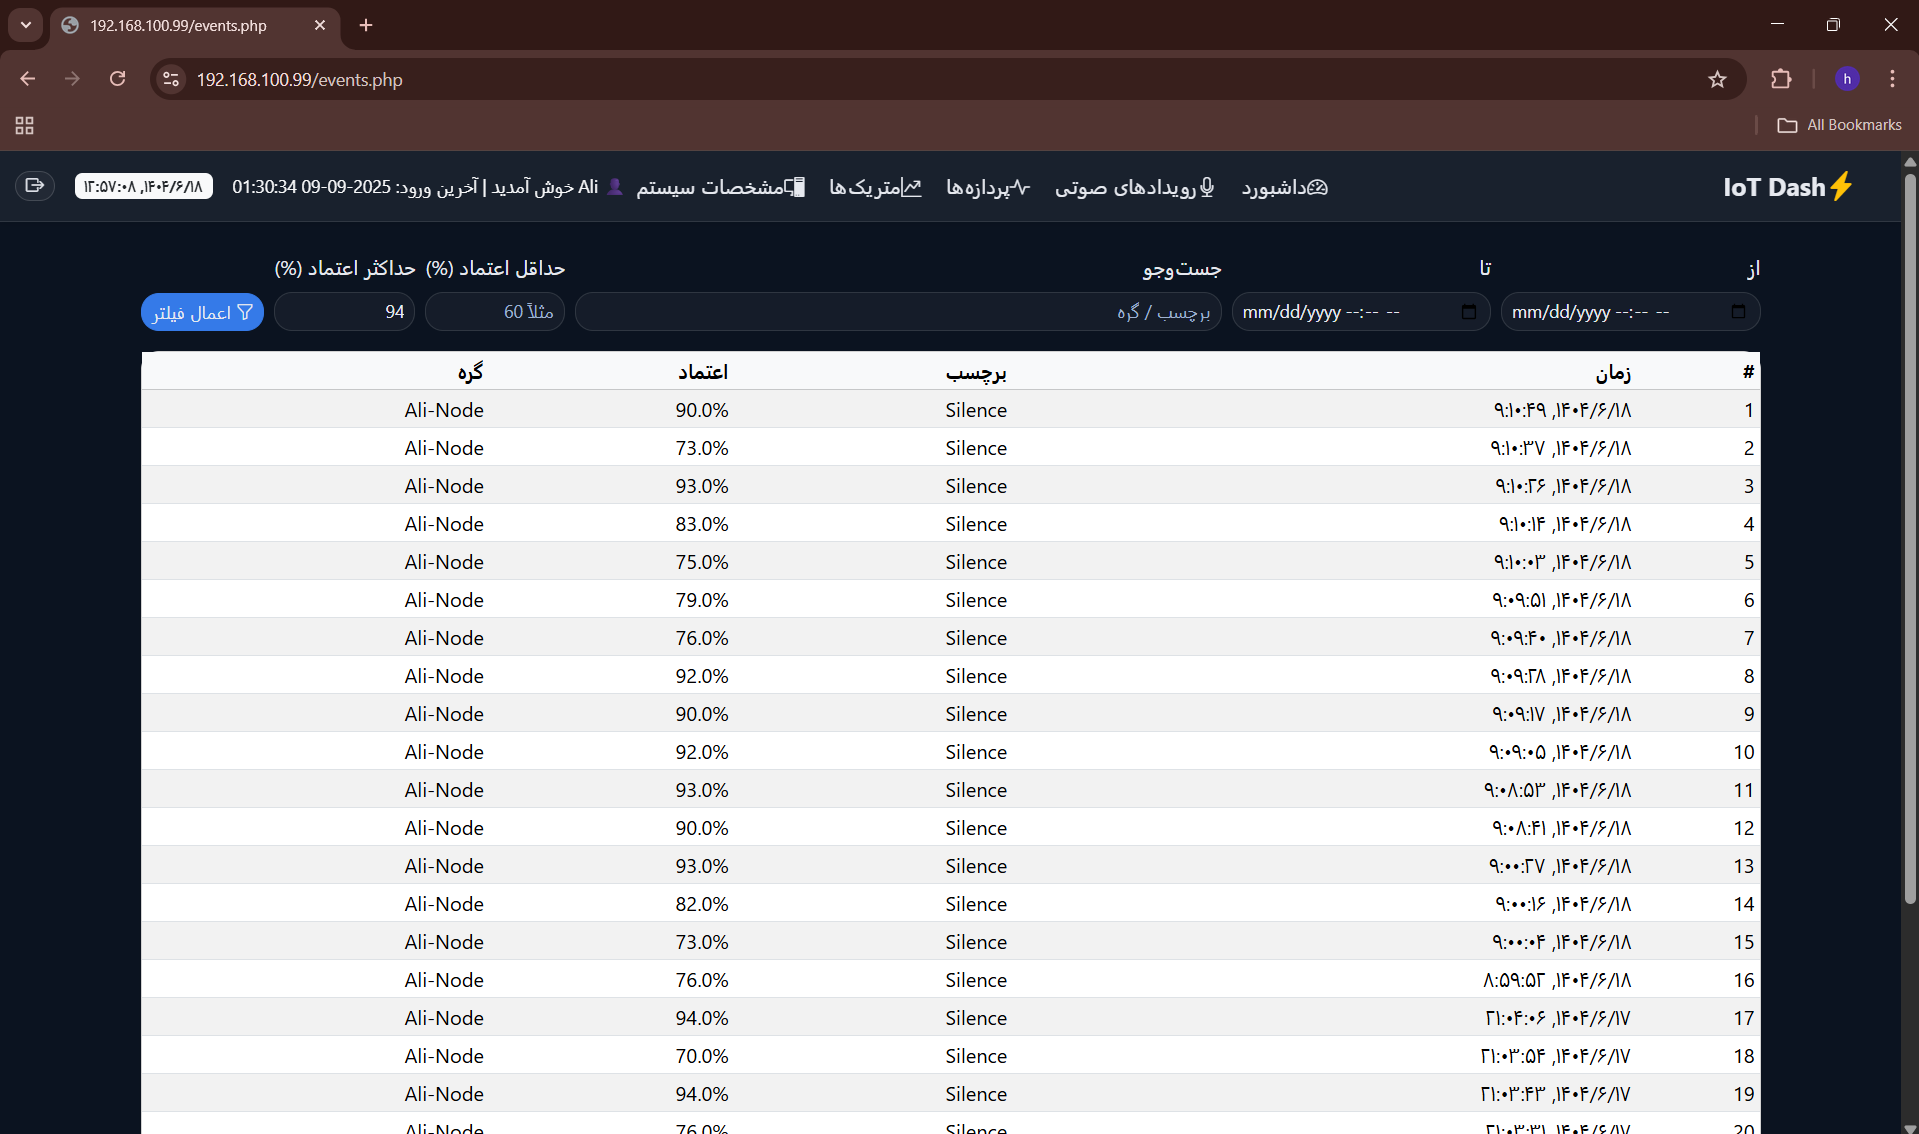 192.168.100.99/events.php
192.168.100.99/events.php
h
All Bookmarks
IoT Dash⚡
داشبورد
رویدادهای صوتی
پردازه‌ها
متریک‌ها
مشخصات سیستم
Ali خوش آمدید | آخرین ورود: 2025-09-09 01:30:34
۱۴۰۴/۶/۱۸, ۱۲:۵۷:۰۸
از
تا
جست‌وجو
حداقل اعتماد (%)
حداکثر اعتماد (%)
mm/dd/yyyy --:-- --
mm/dd/yyyy --:-- --
برچسب / گره
مثلاً 60
94
اعمال فیلتر
# زمان برچسب اعتماد گره
1 ۱۴۰۴/۶/۱۸, ۹:۱۰:۴۹ Silence 90.0% Ali-Node
2 ۱۴۰۴/۶/۱۸, ۹:۱۰:۳۷ Silence 73.0% Ali-Node
3 ۱۴۰۴/۶/۱۸, ۹:۱۰:۲۶ Silence 93.0% Ali-Node
4 ۱۴۰۴/۶/۱۸, ۹:۱۰:۱۴ Silence 83.0% Ali-Node
5 ۱۴۰۴/۶/۱۸, ۹:۱۰:۰۳ Silence 75.0% Ali-Node
6 ۱۴۰۴/۶/۱۸, ۹:۰۹:۵۱ Silence 79.0% Ali-Node
7 ۱۴۰۴/۶/۱۸, ۹:۰۹:۴۰ Silence 76.0% Ali-Node
8 ۱۴۰۴/۶/۱۸, ۹:۰۹:۲۸ Silence 92.0% Ali-Node
9 ۱۴۰۴/۶/۱۸, ۹:۰۹:۱۷ Silence 90.0% Ali-Node
10 ۱۴۰۴/۶/۱۸, ۹:۰۹:۰۵ Silence 92.0% Ali-Node
11 ۱۴۰۴/۶/۱۸, ۹:۰۸:۵۳ Silence 93.0% Ali-Node
12 ۱۴۰۴/۶/۱۸, ۹:۰۸:۴۱ Silence 90.0% Ali-Node
13 ۱۴۰۴/۶/۱۸, ۹:۰۰:۲۷ Silence 93.0% Ali-Node
14 ۱۴۰۴/۶/۱۸, ۹:۰۰:۱۶ Silence 82.0% Ali-Node
15 ۱۴۰۴/۶/۱۸, ۹:۰۰:۰۴ Silence 73.0% Ali-Node
16 ۱۴۰۴/۶/۱۸, ۸:۵۹:۵۲ Silence 76.0% Ali-Node
17 ۱۴۰۴/۶/۱۷, ۲۱:۰۴:۰۶ Silence 94.0% Ali-Node
18 ۱۴۰۴/۶/۱۷, ۲۱:۰۳:۵۴ Silence 70.0% Ali-Node
19 ۱۴۰۴/۶/۱۷, ۲۱:۰۳:۴۳ Silence 94.0% Ali-Node
20 ۱۴۰۴/۶/۱۷, ۲۱:۰۳:۳۱ Silence 76.0% Ali-Node